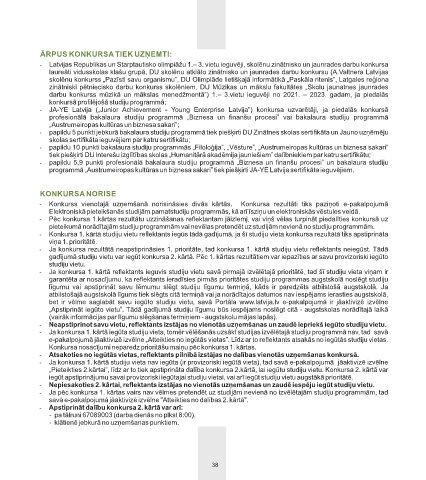 ĀRPUS KONKURSA TIEK UZŅEMTI:
- Latvijas Republikas un Starptautisko olimpiāžu 1.– 3. vietu ieguvēji, skolēnu zinātnisko un jaunrades darbu konkursa
laureāti vidusskolas klašu grupā, DU skolēnu atklāto zinātnisko un jaunrades darbu konkursu (A.Valtnera Latvijas
skolēnu konkurss „Pazīsti savu organismu”, DU Olimpiāde lietišķajā informātikā „Paskāla ritenis”, Latgales reģiona
zinātniski pētniecisko darbu konkurss skolēniem, DU Mūzikas un mākslu fakultātes „Skolu jaunatnes jaunrades
darbu konkurss mūzikā un mākslas menedžmentā”) 1.– 3.vietu ieguvēji no 2021. – 2023. gadam, ja piedalās
konkursā profilējošā studiju programmā;
- JA-YE Latvija („Junior Achievement - Young Enterprise Latvija”) konkursa uzvarētāji, ja piedalās konkursā
profesionālā bakalaura studiju programmā „Biznesa un finanšu procesi” vai bakalaura studiju programmā
„Austrumeiropas kultūras un biznesa sakari”;
- papildu 5 punkti jebkurā bakalaura studiju programmā tiek piešķirti DU Zinātnes skolas sertifikāta un Jauno uzņēmēju
skolas sertifikāta ieguvējiem par katru sertifikātu;
- papildu 10 punkti bakalaura studiju programmās „Filoloģija”, „Vēsture”, „Austrumeiropas kultūras un biznesa sakari”
tiek piešķirti DU Interešu izglītības skolas „Humanitārā akadēmija jauniešiem” dalībniekiem par katru sertifikātu;
- papildu 5,9 punkti profesionālā bakalaura studiju programmā „Biznesa un finanšu procesi” un bakalaura studiju
programmā „Austrumeiropas kultūras un biznesa sakari” tiek piešķirti JA-YE Latvija sertifikāta ieguvējiem.
KONKURSA NORISE
- Konkurss vienotajā uzņemšanā norisināsies divās kārtās. Konkursa rezultāti tiks paziņoti e-pakalpojumā
Elektroniskā pieteikšanās studijām pamatstudiju programmās, kā arī īsziņu un elektroniskās vēstules veidā.
- Pēc konkursa 1.kārtas rezultātu uzzināšanas reflektantam jāizlemj, vai viņš vēlas turpināt piedalīties konkursā uz
pieteikumā norādītajām studiju programmām vai nevēlas pretendēt uz studijām nevienā no studiju programmām.
- Konkursa 1. kārtā studiju vietu reflektants iegūs tādā gadījumā, ja šī studiju vieta konkursa rezultātā tiks apstiprināta
viņa 1. prioritātē.
- Ja konkursa rezultātā neapstiprināsies 1. prioritāte, tad konkursa 1. kārtā studiju vietu reflektants neiegūst. Tādā
gadījumā studiju vietu var iegūt konkursa 2. kārtā. Pēc 1. kārtas rezultātiem var iepazīties ar savu provizoriski iegūto
studiju vietu.
- Ja konkursa 1. kārtā reflektants ieguvis studiju vietu savā pirmajā izvēlētajā prioritātē, tad šī studiju vieta viņam ir
garantēta ar nosacījumu, ka reflektants ieradīsies pirmās prioritātes studiju programmas augstskolā noslēgt studiju
līgumu vai apstiprināt savu lēmumu slēgt studiju līgumu termiņā, kāds ir paredzēts atbilstošā augstskolā. Ja
atbilstošajā augstskolā līgums tiek slēgts citā termiņā vai ja norādītajos datumos nav iespējams ierasties augstskolā,
bet ir vēlme saglabāt savu iegūto studiju vietu, savā Portāla www.latvija.lv e-pakalpojumā ir jāaktivizē izvēlne
„Apstiprināt iegūto vietu”. Tādā gadījumā studiju līgumu būs iespējams noslēgt citā - augstskolas norādītajā laikā
(vairāk informācijas par līgumu slēgšanas termiņiem - augstskolu mājas lapās).
- Neapstiprinot savu vietu, reflektants izstājas no vienotās uzņemšanas un zaudē iepriekš iegūto studiju vietu.
- Ja konkursa 1. kārtā iegūta studiju vieta, tomēr vēlēšanās uzsākt studijas izvēlētajā studiju programmā nav, tad savā
e-pakalpojumā jāaktivizē izvēlne „Atteikties no iegūtās vietas”. Līdz ar to reflektants atsakās no iegūtās studiju vietas.
Konkursa nosacījumi neparedz prioritāšu maiņu pēc konkursa 1. kārtas.
- Atsakoties no iegūtās vietas, reflektants pilnībā izstājas no dalības vienotās uzņemšanas konkursā.
- Ja konkursa 1. kārtā studiju vieta nav iegūta (ir provizoriski iegūtā vieta), tad savā e-pakalpojumā jāaktivizē izvēlne
„Pieteikties 2.kārtai”, līdz ar to tiek apstiprināta dalība konkursa 2.kārtā, lai iegūtu studiju vietu. Konkursa 2. kārtā var
iegūt apstiprinājumu savai provizoriski iegūtajai studiju vietai, vai arī iegūt studiju vietu augstākā prioritātē.
- Nepiesakoties 2. kārtai, reflektants izstājas no vienotās uzņemšanas un zaudē iespēju iegūt studiju vietu.
- Ja pēc konkursa 1. kārtas vairs nav vēlmes pretendēt uz studijām nevienā no izvēlētajām studiju programmām, tad
savā e-pakalpojumā jāaktivizē izvēlne “Atteikties no dalības 2. kārtā”.
- Apstiprināt dalību konkursa 2. kārtā var arī:
- pa tālruni 67089003 (darba dienās no plkst 8:00).
- klātienē jebkurā no uzņemšanas punktiem.
38